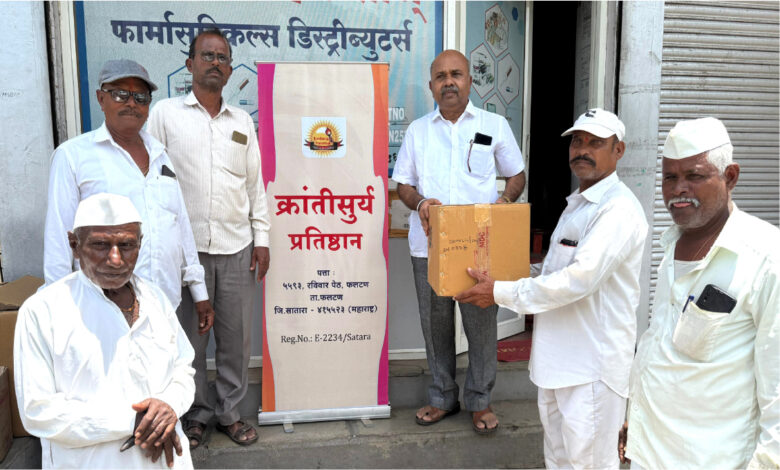 फार्मास्युटिकल्स डिस्ट्रीब्युटर्स
क्रांतीसुर्य
प्रतिष्ठान
पत्ता :
५५९३, रविवार पेठ, फलटण
ता.फलटण
जि.सातारा - ४१५५२३ (महाराष्ट्र)
Reg.No.: E-2234/Satara